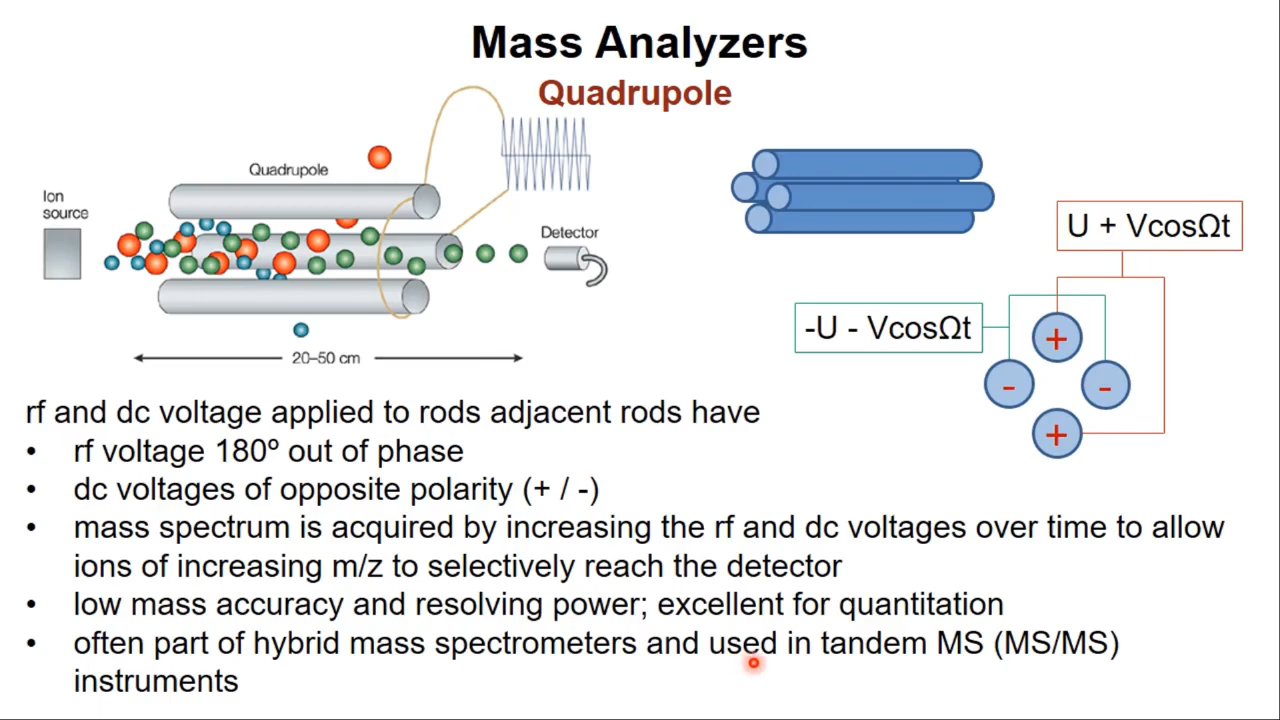 Mass Analyzers
Quadrupole
Quadrupole
Ion
source
Detector
20–50 cm
U + VcosΩt
-U - VcosΩt
+
-
-
+
rf and dc voltage applied to rods adjacent rods have
• rf voltage 180º out of phase
• dc voltages of opposite polarity (+ / -)
• mass spectrum is acquired by increasing the rf and dc voltages over time to allow
ions of increasing m/z to selectively reach the detector
• low mass accuracy and resolving power; excellent for quantitation
• often part of hybrid mass spectrometers and used in tandem MS (MS/MS)
instruments